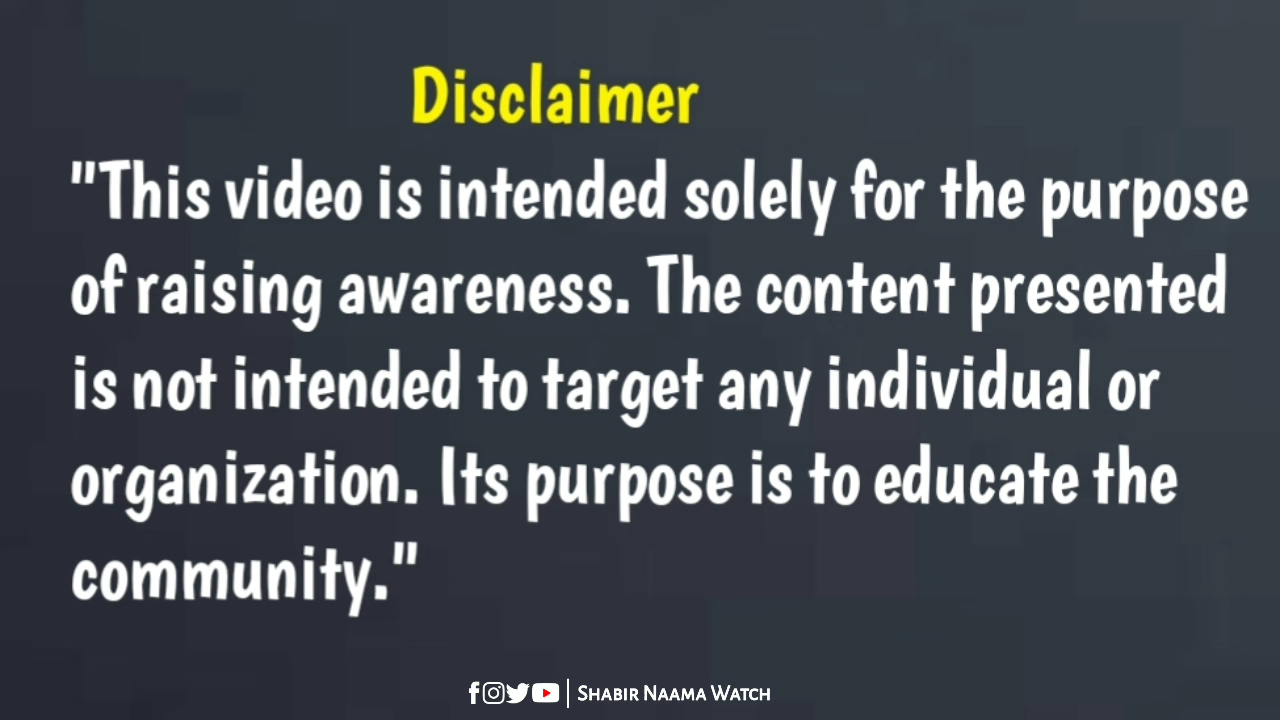 Disclaimer
"This video is intended solely for the purpose
of raising awareness. The content presented
is not intended to target any individual or
organization. Its purpose is to educate the
community."
SHABIR NAAMA WATCH